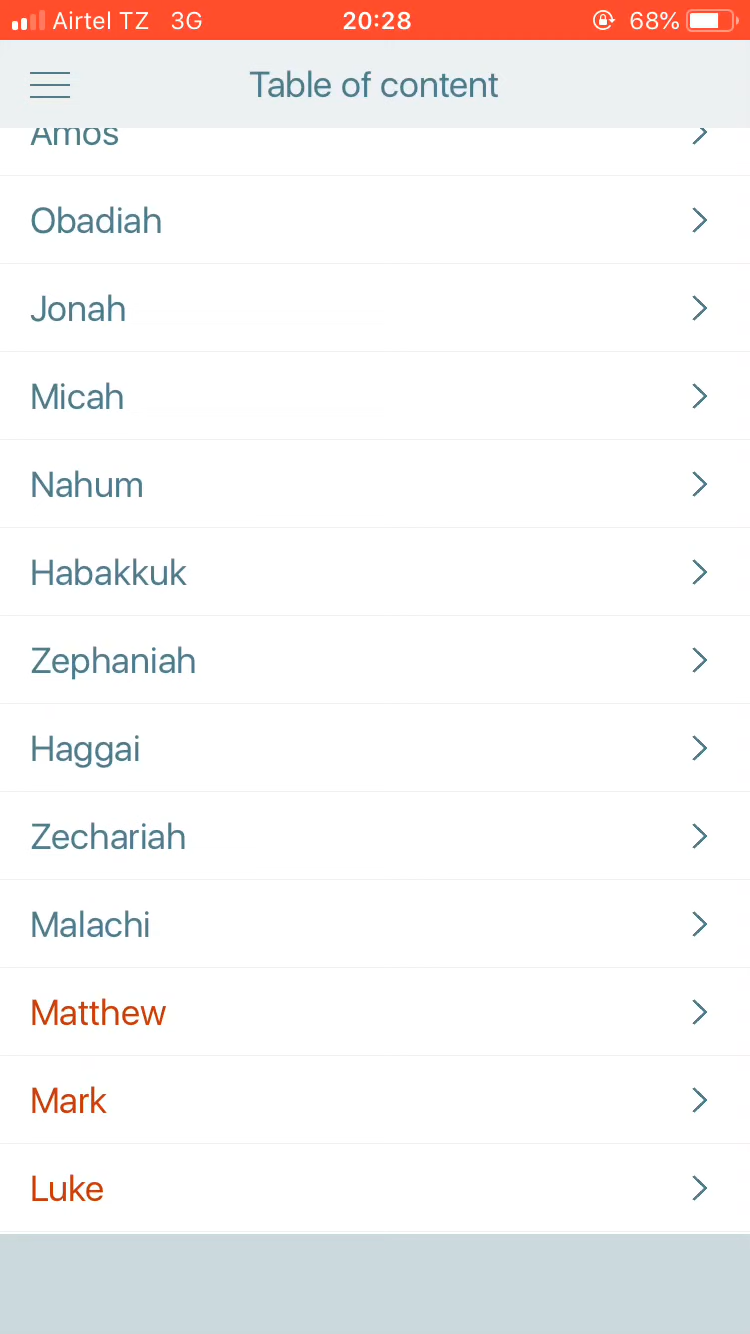 Airtel TZ 3G 20:28 68%
Table of content
Amos
Obadiah
Jonah
Micah
Nahum
Habakkuk
Zephaniah
Haggai
Zechariah
Malachi
Matthew
Mark
Luke